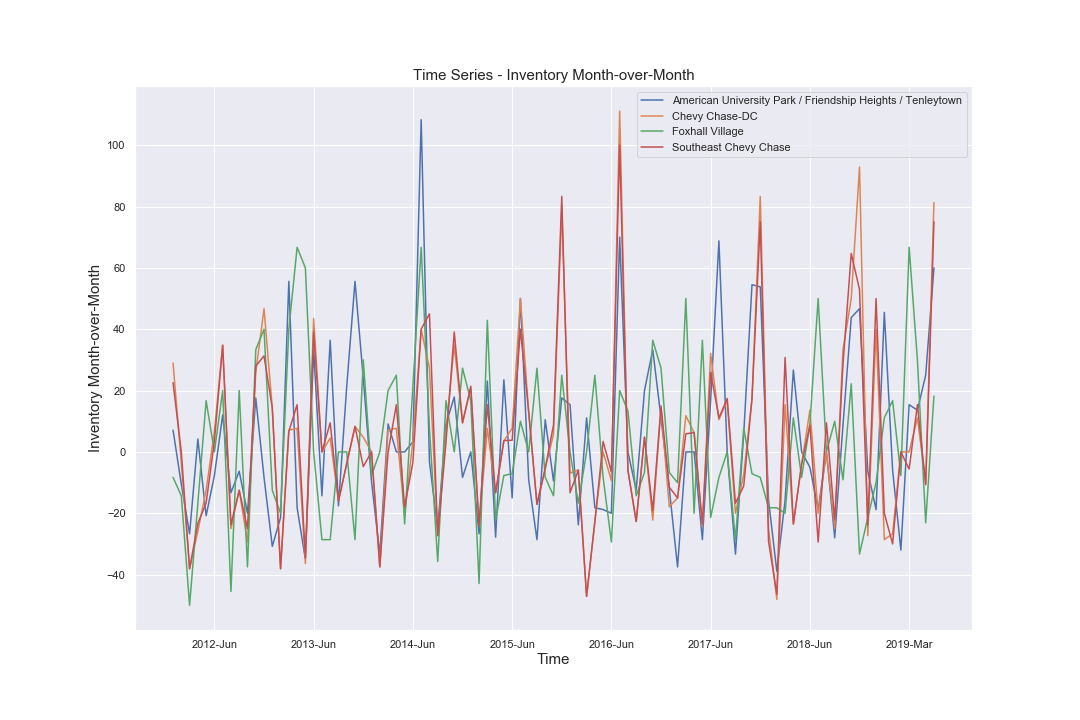 Time Series - Inventory Month-over-Month
American University Park / Friendship Heights / Tenleytown
Chevy Chase-DC
Foxhall Village
Southeast Chevy Chase
Inventory Month-over-Month
100
80
60
40
20
0
−20
−40
2012-Jun 2013-Jun 2014-Jun 2015-Jun 2016-Jun 2017-Jun 2018-Jun 2019-Mar
Time